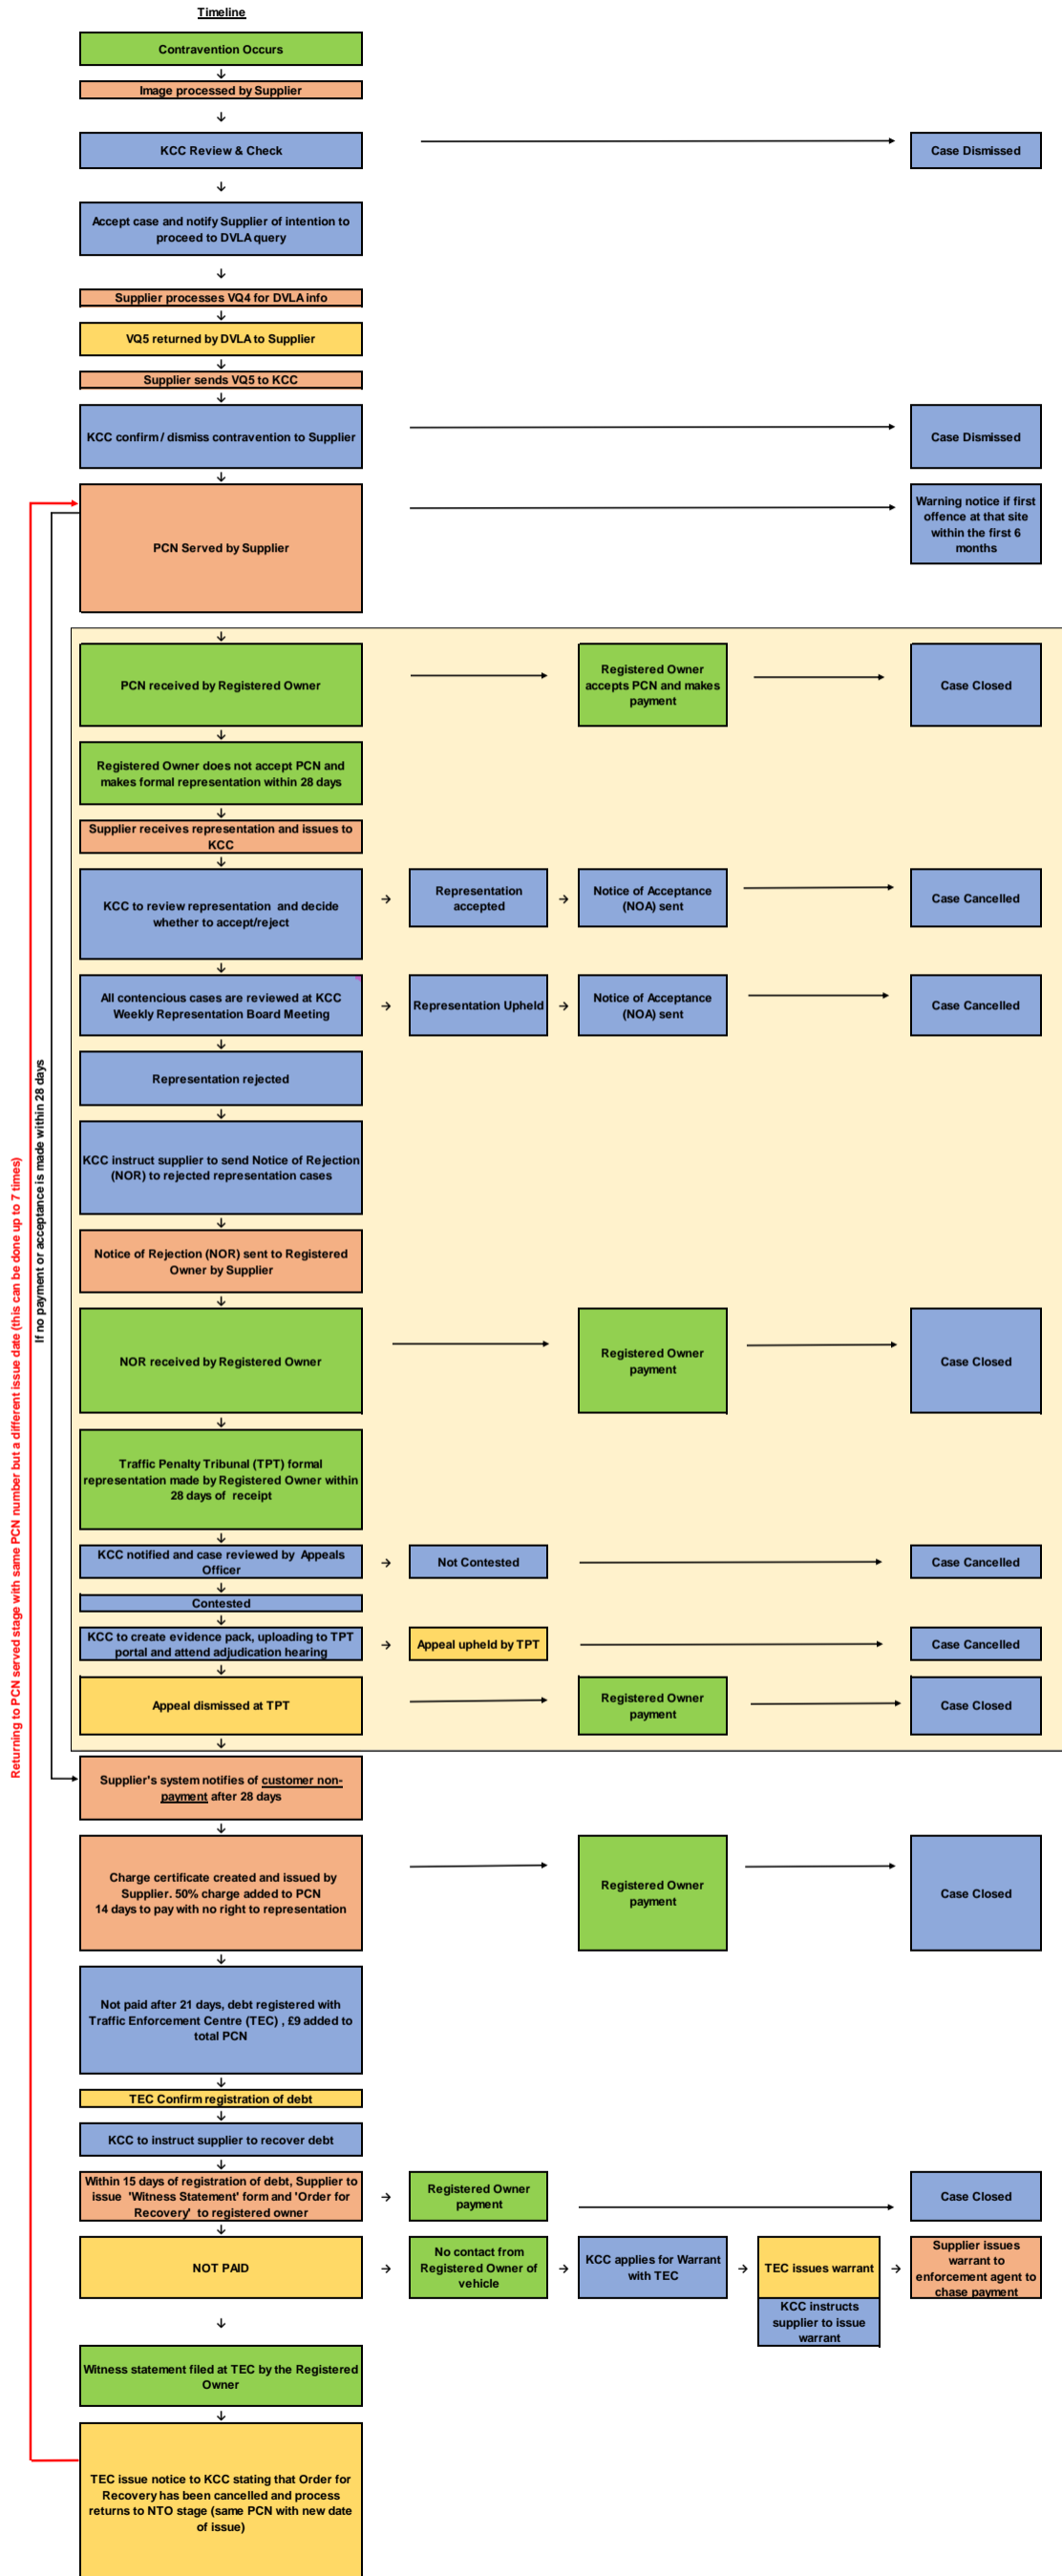 Timeline
Contravention Occurs
Image processed by Supplier
KCC Review & Check
Case Dismissed
Accept case and notify Supplier of intention to
proceed to DVLA query
Supplier processes VQ4 for DVLA info
VQ5 returned by DVLA to Supplier
Supplier sends VQ5 to KCC
KCC confirm / dismiss contravention to Supplier
Case Dismissed
PCN Served by Supplier
Warning notice if first
offence at that site
within the first 6
months
PCN received by Registered Owner
Registered Owner
accepts PCN and makes
payment
Case Closed
Registered Owner does not accept PCN and
makes formal representation within 28 days
Supplier receives representation and issues to
KCC
KCC to review representation and decide
whether to accept/reject
Representation
accepted
Notice of Acceptance
(NOA) sent
Case Cancelled
All contencious cases are reviewed at KCC
Weekly Representation Board Meeting
Representation Upheld
Notice of Acceptance
(NOA) sent
Case Cancelled
Representation rejected
KCC instruct supplier to send Notice of Rejection
(NOR) to rejected representation cases
Notice of Rejection (NOR) sent to Registered
Owner by Supplier
NOR received by Registered Owner
Registered Owner
payment
Case Closed
Traffic Penalty Tribunal (TPT) formal
representation made by Registered Owner within
28 days of receipt
KCC notified and case reviewed by Appeals
Officer
Not Contested
Case Cancelled
Contested
KCC to create evidence pack, uploading to TPT
portal and attend adjudication hearing
Appeal upheld by TPT
Case Cancelled
Appeal dismissed at TPT
Registered Owner
payment
Case Closed
Supplier's system notifies of customer non-
payment after 28 days
Charge certificate created and issued by
Supplier. 50% charge added to PCN
14 days to pay with no right to representation
Registered Owner
payment
Case Closed
Not paid after 21 days, debt registered with
Traffic Enforcement Centre (TEC) , £9 added to
total PCN
TEC Confirm registration of debt
KCC to instruct supplier to recover debt
Within 15 days of registration of debt, Supplier to
issue 'Witness Statement' form and 'Order for
Recovery' to registered owner
Registered Owner
payment
Case Closed
NOT PAID
No contact from
Registered Owner of
vehicle
KCC applies for Warrant
with TEC
TEC issues warrant
KCC instructs
supplier to issue
warrant
Supplier issues
warrant to
enforcement agent to
chase payment
Witness statement filed at TEC by the Registered
Owner
TEC issue notice to KCC stating that Order for
Recovery has been cancelled and process
returns to NTO stage (same PCN with new date
of issue)
Returning to PCN served stage with same PCN number but a different issue date (this can be done up to 7 times)
If no payment or acceptance is made within 28 days